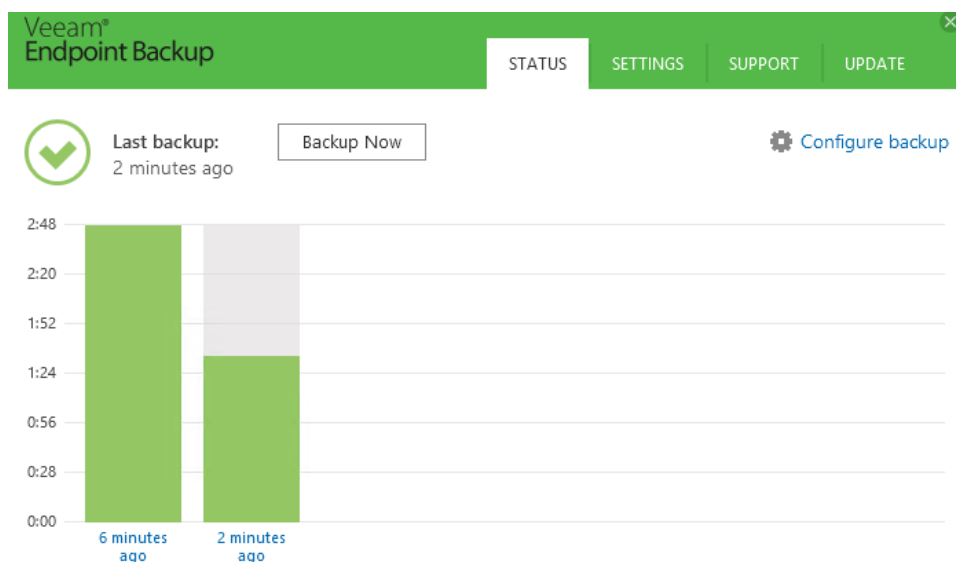 Veeam®
Endpoint Backup
STATUS
SETTINGS
SUPPORT
UPDATE
Last backup:
2 minutes ago
Backup Now
Configure backup
2:48
2:20
1:52
1:24
0:56
0:28
0:00
6 minutes
ago
2 minutes
ago